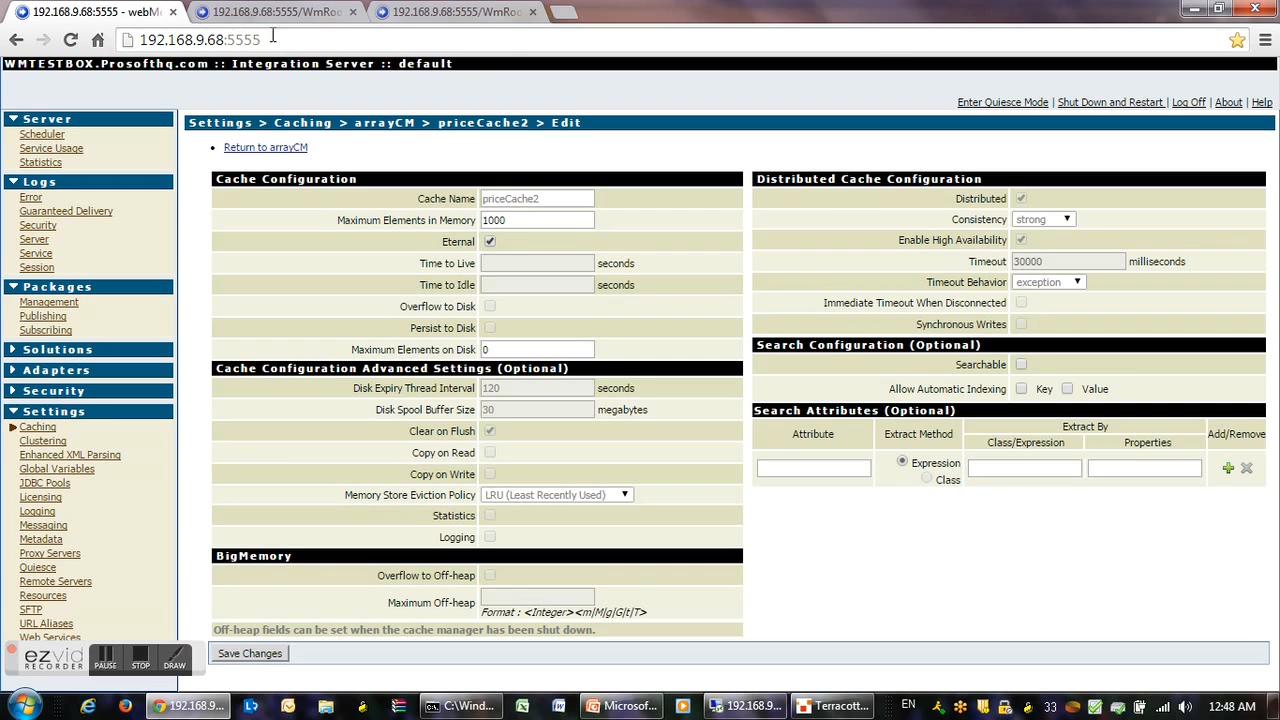 192.168.9.68:5555 - webM
192.168.9.68:5555/WmRoo
192.168.9.68:5555/WmRoo
192.168.9.68:5555
WMTESTBOX.Prosofthq.com :: Integration Server :: default
Enter Quiesce Mode | Shut Down and Restart | Log Off | About | Help
Server
Scheduler
Service Usage
Statistics
Logs
Error
Guaranteed Delivery
Security
Server
Service
Session
Packages
Management
Publishing
Subscribing
Solutions
Adapters
Security
Settings
Caching
Clustering
Enhanced XML Parsing
Global Variables
JDBC Pools
Licensing
Logging
Messaging
Metadata
Proxy Servers
Quiesce
Remote Servers
Resources
SFTP
URL Aliases
Web Services
Settings > Caching > arrayCM > priceCache2 > Edit
Return to arrayCM
Cache Configuration
Cache Name priceCache2
Maximum Elements in Memory 1000
Eternal
Time to Live seconds
Time to Idle seconds
Overflow to Disk
Persist to Disk
Maximum Elements on Disk 0
Cache Configuration Advanced Settings (Optional)
Disk Expiry Thread Interval 120 seconds
Disk Spool Buffer Size 30 megabytes
Clear on Flush
Copy on Read
Copy on Write
Memory Store Eviction Policy LRU (Least Recently Used)
Statistics
Logging
BigMemory
Overflow to Off-heap
Maximum Off-heap
Format : <Integer><m|M|g|G|t|T>
Off-heap fields can be set when the cache manager has been shut down.
Save Changes
Distributed Cache Configuration
Distributed
Consistency strong
Enable High Availability
Timeout 30000 milliseconds
Timeout Behavior exception
Immediate Timeout When Disconnected
Synchronous Writes
Search Configuration (Optional)
Searchable
Allow Automatic Indexing Key Value
Search Attributes (Optional)
Attribute Extract Method Extract By Add/Remove
Class/Expression Properties
Expression
Class
ezvid
RECORDER
PAUSE STOP DRAW
192.168.9...
C:\Wind...
Microsof...
192.168.9...
Terracott...
EN
33
12:48 AM